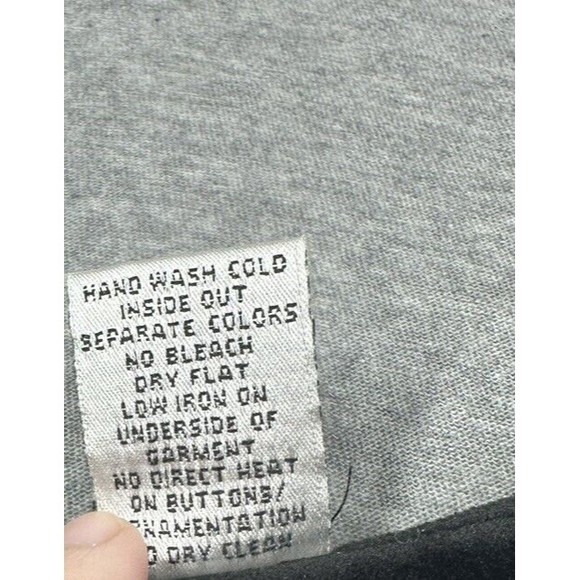 HAND WASH COLD
INSIDE OUT
SEPARATE COLORS
NO BLEACH
DRY FLAT
LOW IRON ON
UNDERSIDE OF
GARMENT
NO DIRECT HEAT
ON BUTTONS/
RNAMENTATION
O DRY CLEAN